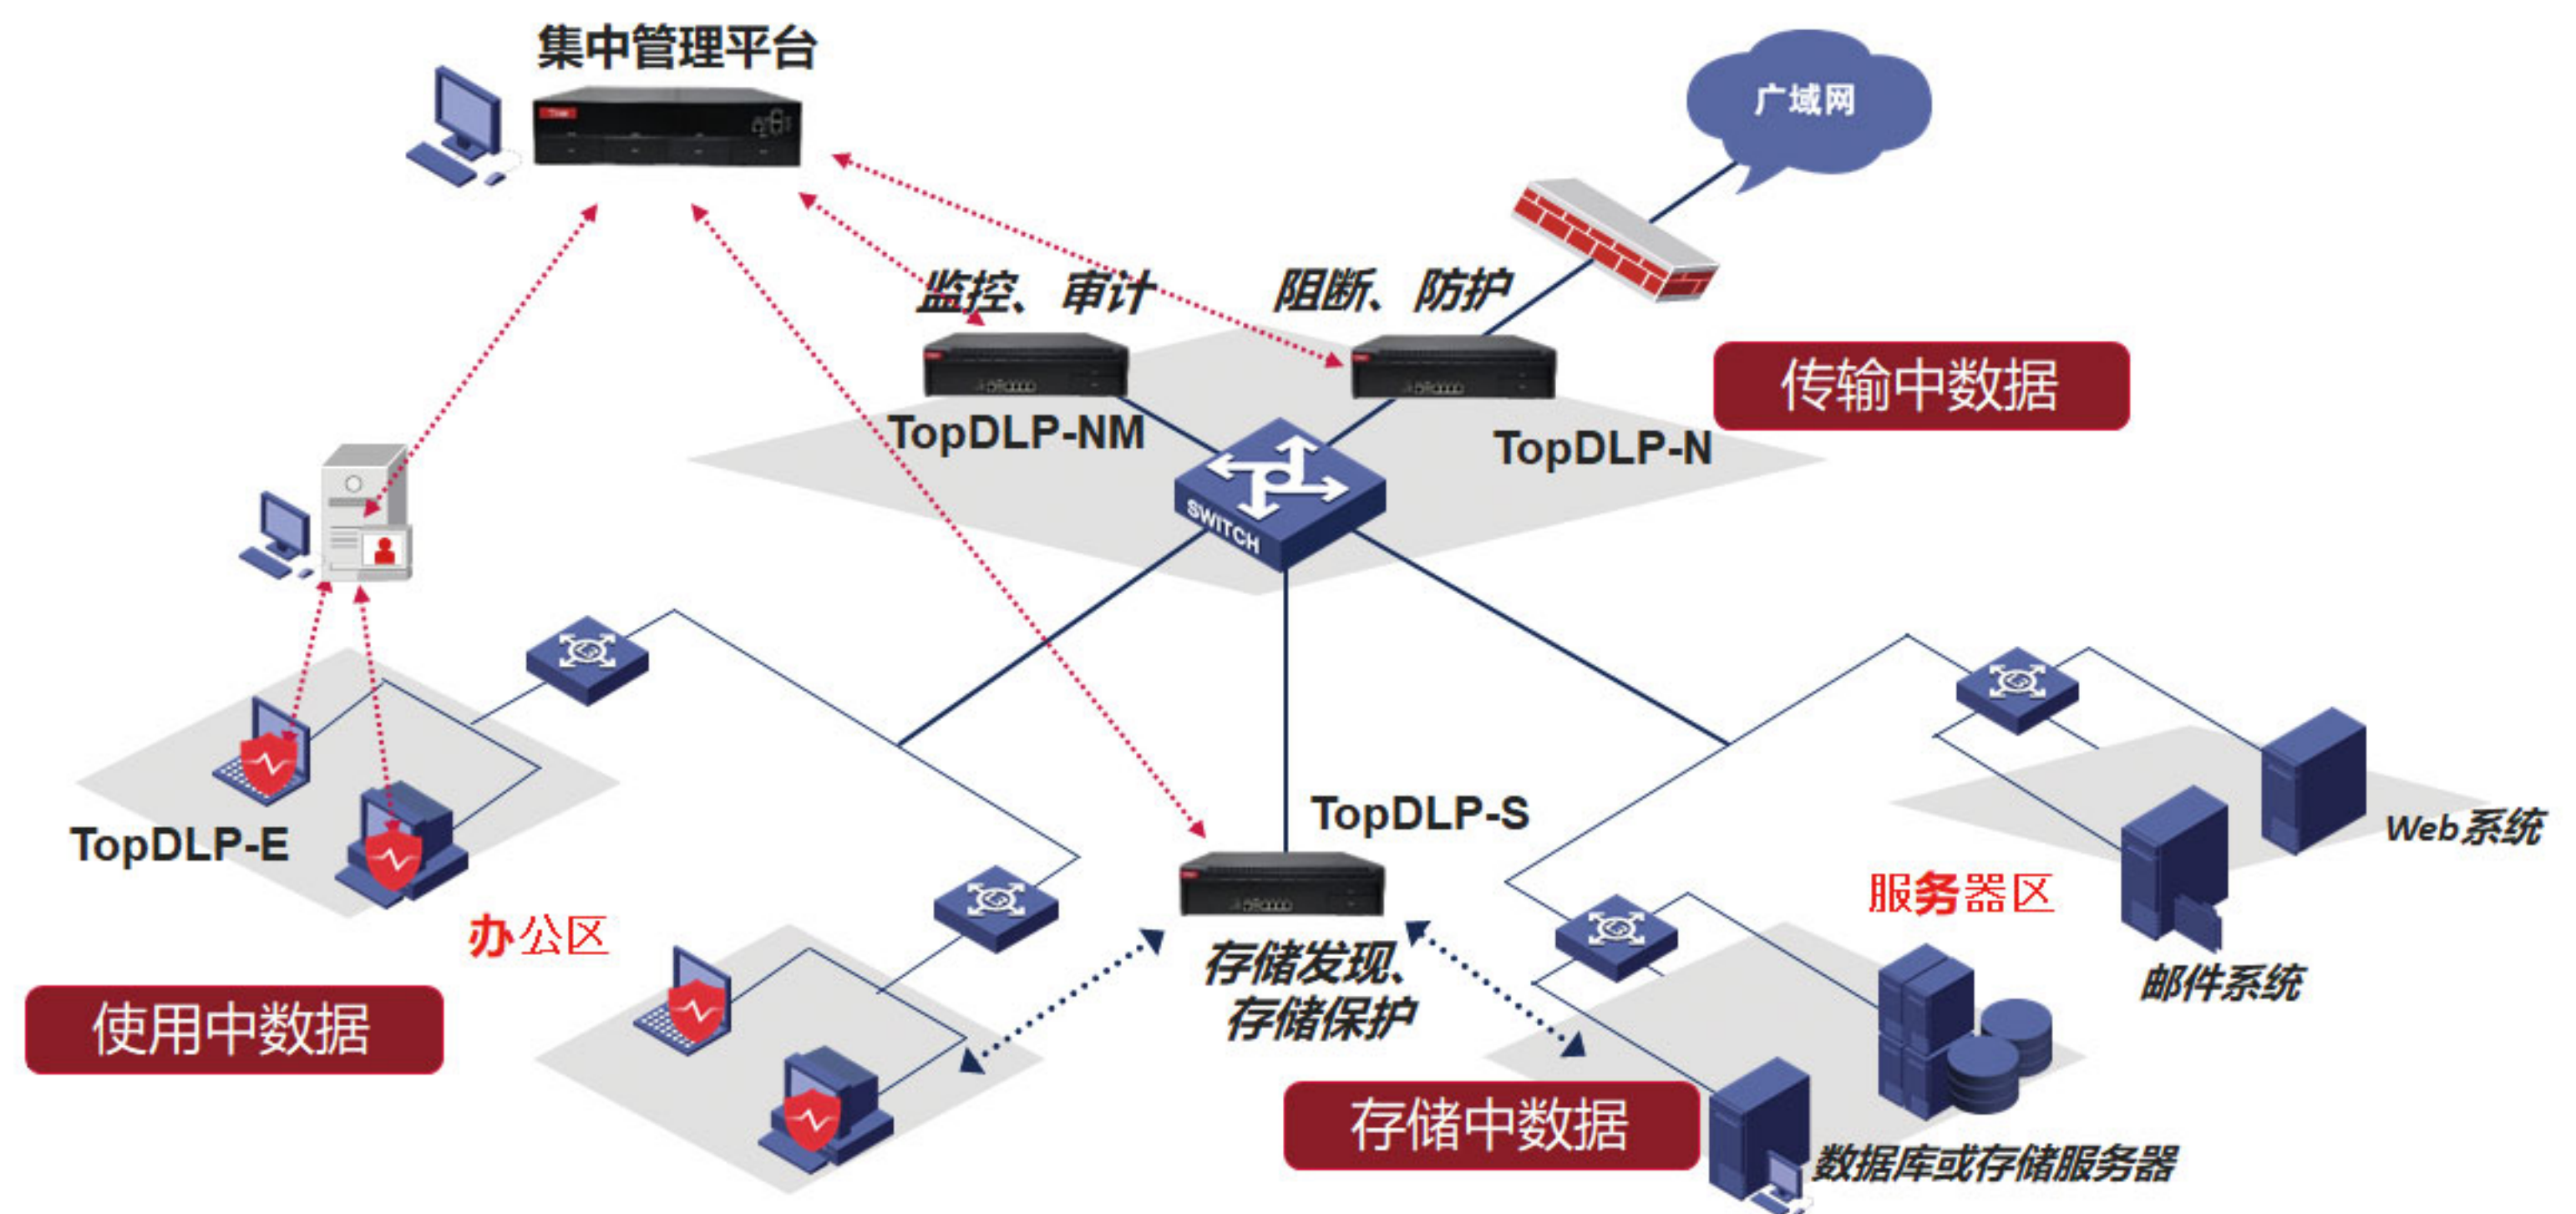 集中管理平台
广域网
监控、审计
阻断、防护
传输中数据
TopDLP-NM
TopDLP-N
SWITCH
TopDLP-S
TopDLP-E
Web系统
服务器区
办公区
存储发现、
存储保护
邮件系统
使用中数据
存储中数据
数据库或存储服务器